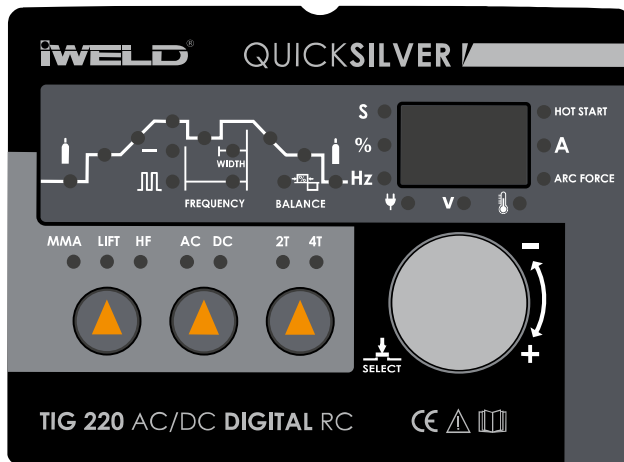 iWELD®
QUICKSILVER
S
HOT START
%
A
WIDTH
%
Hz
ARC FORCE
FREQUENCY
BALANCE
V
MMA LIFT HF AC DC 2T 4T
-
+
SELECT
TIG 220 AC/DC DIGITAL RC
CE